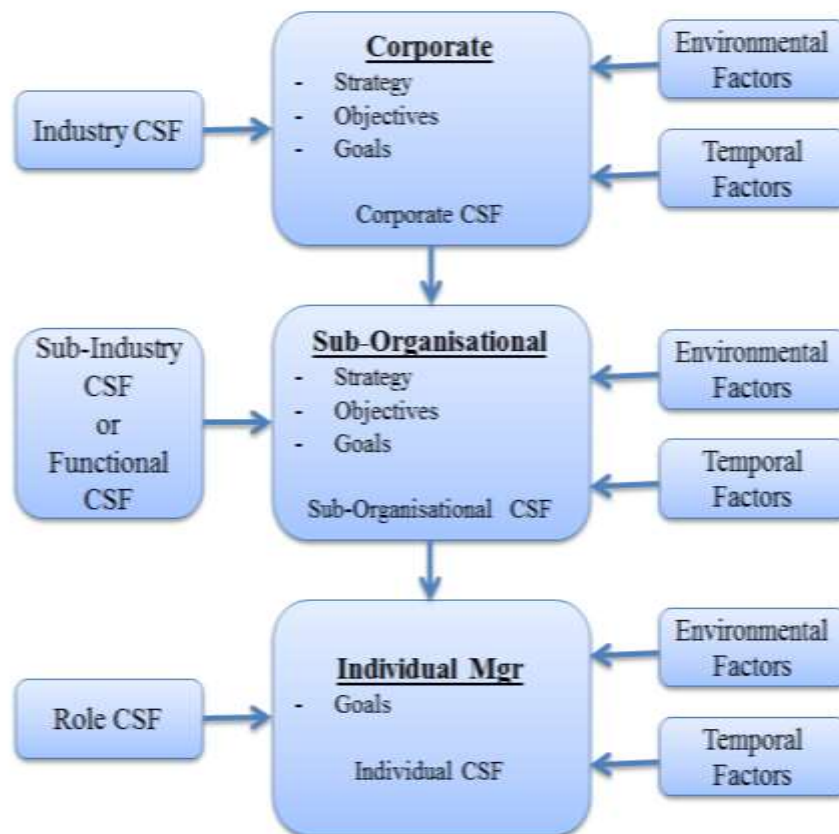 Corporate
- Strategy
- Objectives
- Goals
Corporate CSF
Industry CSF
Environmental
Factors
Temporal
Factors
Sub-Organisational
- Strategy
- Objectives
- Goals
Sub-Organisational CSF
Sub-Industry
CSF
or
Functional
CSF
Environmental
Factors
Temporal
Factors
Individual Mgr
- Goals
Individual CSF
Role CSF
Environmental
Factors
Temporal
Factors